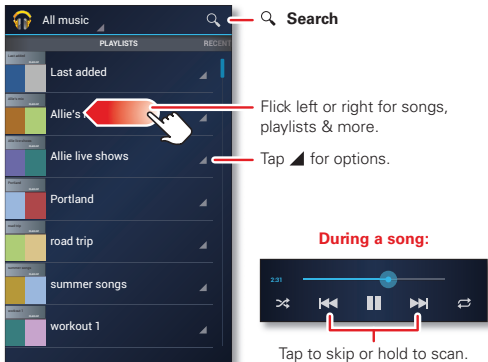 All music
Search
PLAYLISTS
RECENT
Last added
Allie's
Flick left or right for songs,
playlists & more.
Allie live shows
Tap for options.
Portland
road trip
During a song:
2:31
summer songs
workout 1
Tap to skip or hold to scan.